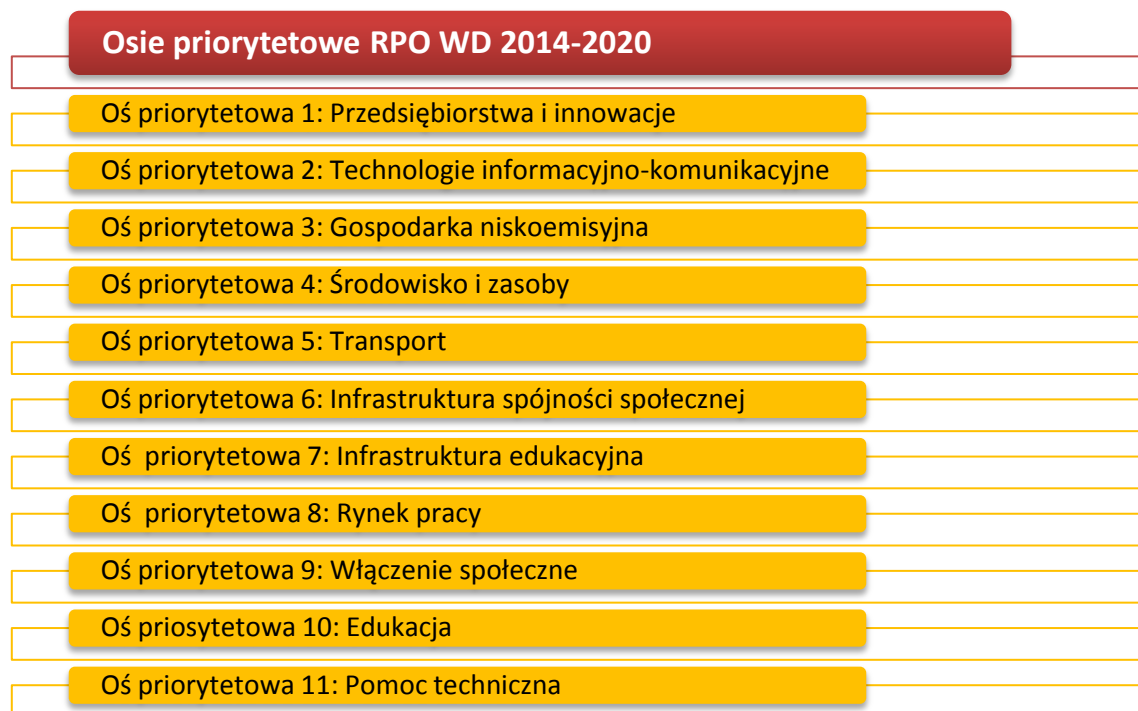 Osie priorytetowe RPO WD 2014-2020
Oś priorytetowa 1: Przedsiębiorstwa i innowacje
Oś priorytetowa 2: Technologie informacyjno-komunikacyjne
Oś priorytetowa 3: Gospodarka niskoemisyjna
Oś priorytetowa 4: Środowisko i zasoby
Oś priorytetowa 5: Transport
Oś priorytetowa 6: Infrastruktura spójności społecznej
Oś  priorytetowa 7: Infrastruktura edukacyjna
Oś  priorytetowa 8: Rynek pracy
Oś priorytetowa 9: Włączenie społeczne
Oś priosytetowa 10: Edukacja
Oś priorytetowa 11: Pomoc techniczna